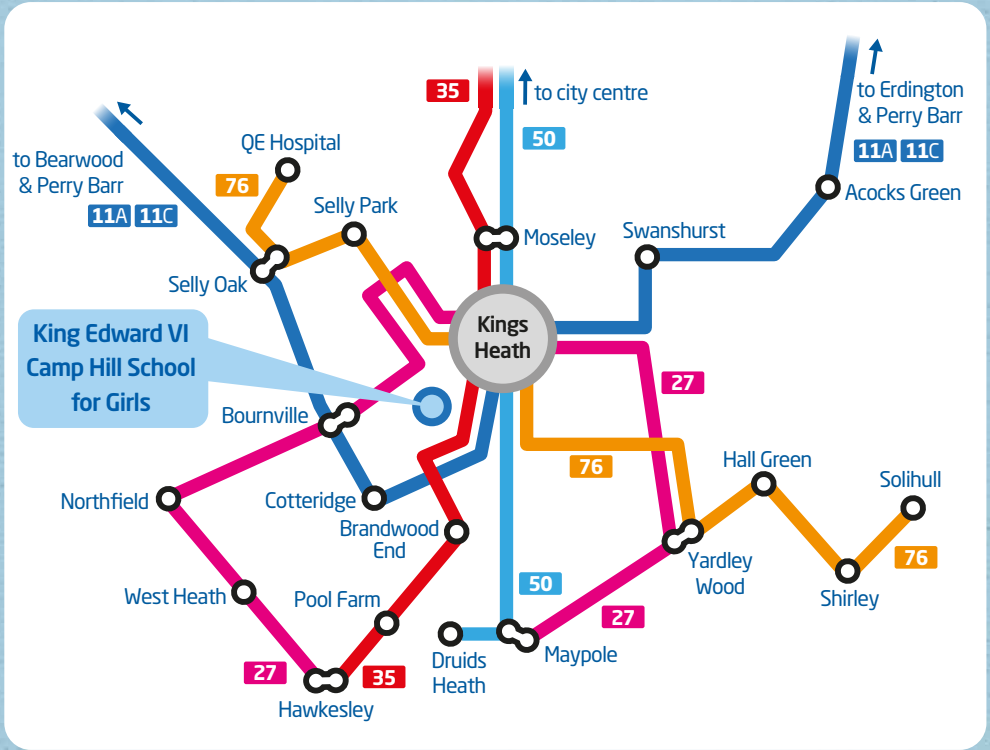 35
to city centre
50
to Erdington
& Perry Barr
11A 11C
QE Hospital
to Bearwood
& Perry Barr
76
11A 11C
Selly Park
Acocks Green
Moseley
Swanshurst
Selly Oak
Kings
Heath
King Edward VI
Camp Hill School
for Girls
27
Bournville
76
Hall Green
Solihull
Northfield
Cotteridge
Brandwood
End
Yardley
Wood
76
50
West Heath
Pool Farm
Shirley
27
Druids
Heath
Maypole
27
35
Hawkesley